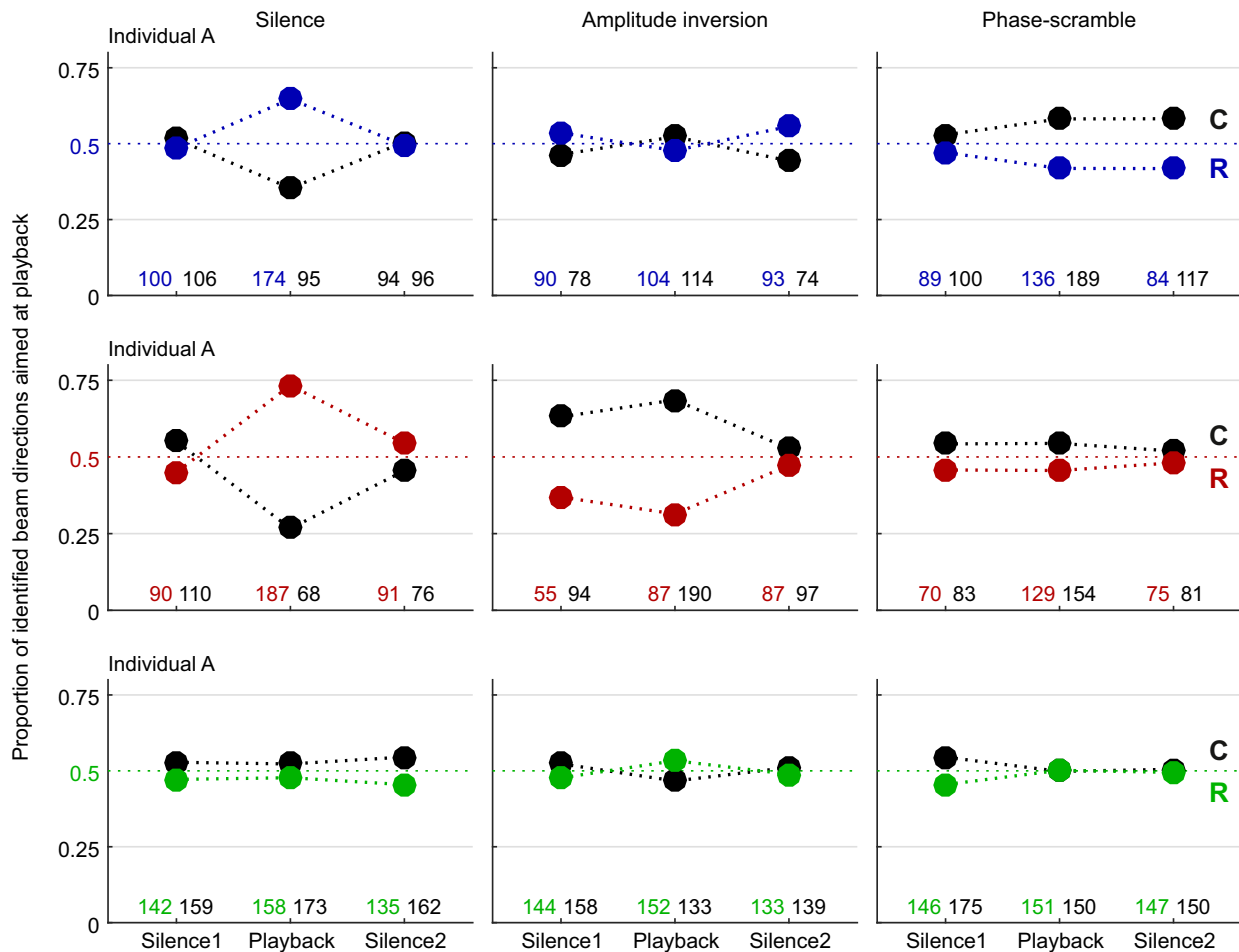 Silence Amplitude inversion Phase-scramble
Individual A
0.75
0.5
0.25
0
C
R
100 106 174 95 94 96
90 78 104 114 93 74
89 100 136 189 84 117
Proportion of identified beam directions aimed at playback
Individual A
0.75
0.5
0.25
0
C
R
90 110 187 68 91 76
55 94 87 190 87 97
70 83 129 154 75 81
Individual A
0.75
0.5
0.25
0
C
R
142 159 158 173 135 162
144 158 152 133 133 139
146 175 151 150 147 150
Silence1 Playback Silence2
Silence1 Playback Silence2
Silence1 Playback Silence2